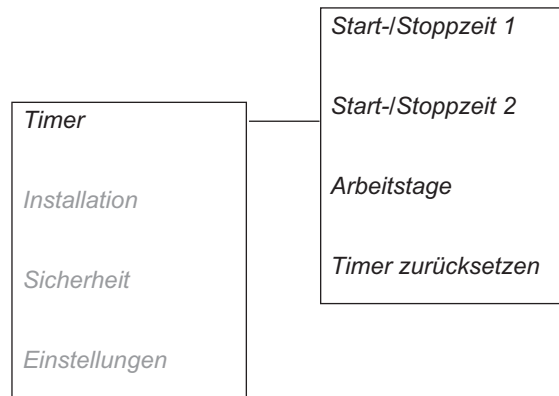 Start-/Stoppzeit 1
Start-/Stoppzeit 2
Timer
Arbeitstage
Installation
Timer zurücksetzen
Sicherheit
Einstellungen